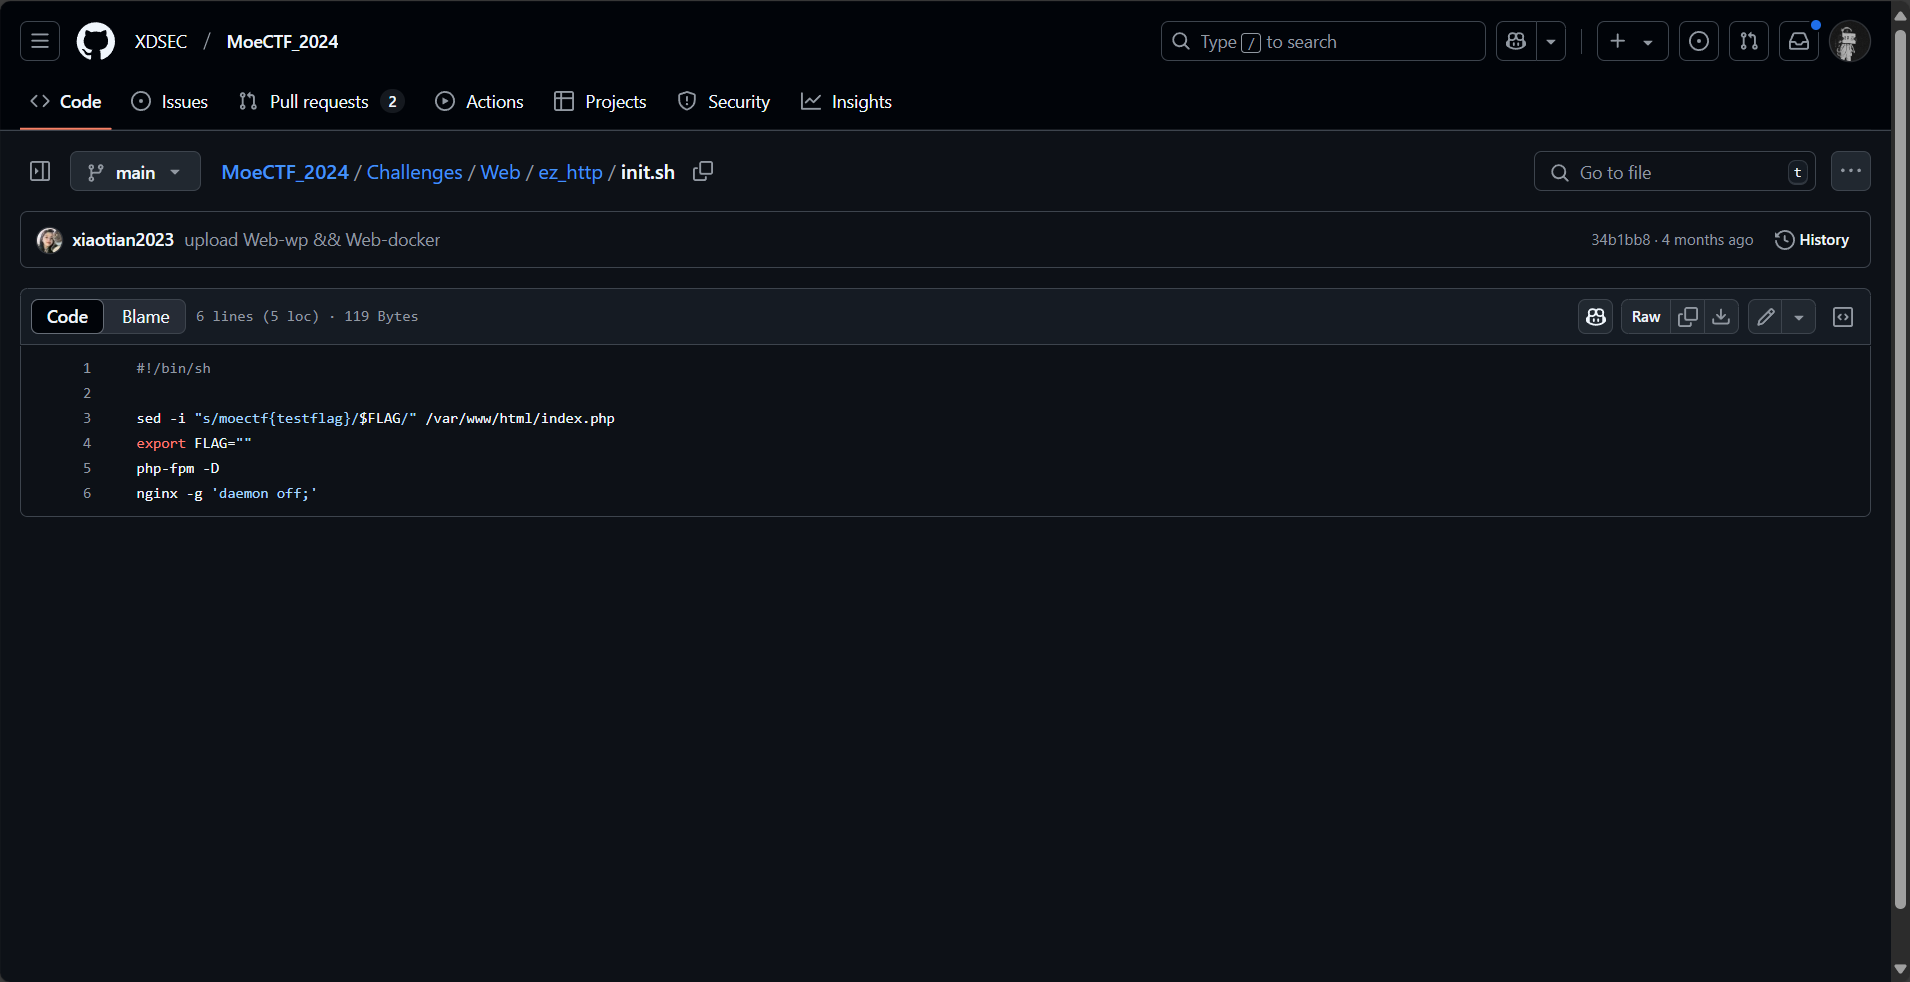 XDSEC / MoeCTF_2024
Type / to search
Code Issues Pull requests 2 Actions Projects Security Insights
main MoeCTF_2024 / Challenges / Web / ez_http / init.sh
Go to file t
xiaotian2023 upload Web-wp && Web-docker
34b1bb8 · 4 months ago History
Code Blame 6 lines (5 loc) · 119 Bytes
Raw
1 #!/bin/sh
2
3 sed -i "s/moectf{testflag}/$FLAG/" /var/www/html/index.php
4 export FLAG=""
5 php-fpm -D
6 nginx -g 'daemon off;'